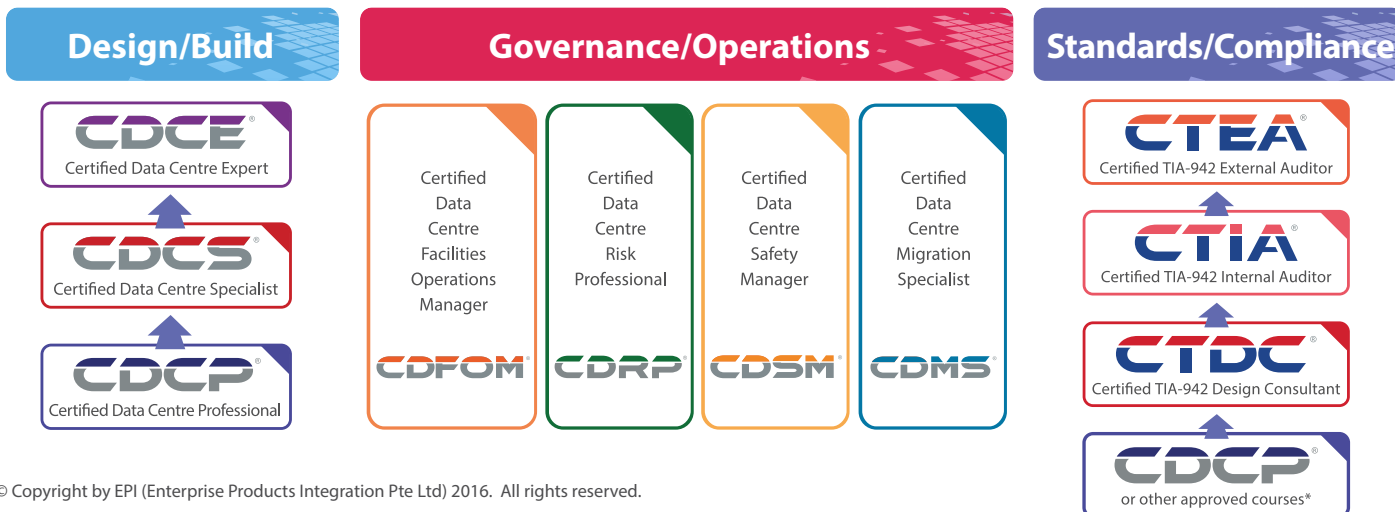 Design/Build
CDCE®
Certified Data Centre Expert
CDCS®
Certified Data Centre Specialist
CDCP®
Certified Data Centre Professional
Governance/Operations
Certified
Data
Centre
Facilities
Operations
Manager
CDFOM®
Certified
Data
Centre
Risk
Professional
CDRP®
Certified
Data
Centre
Safety
Manager
CDSM®
Certified
Data
Centre
Migration
Specialist
CDMS®
Standards/Compliance
CTEA®
Certified TIA-942 External Auditor
CTIA®
Certified TIA-942 Internal Auditor
CTDC®
Certified TIA-942 Design Consultant
CDCP®
or other approved courses*
© Copyright by EPI (Enterprise Products Integration Pte Ltd) 2016. All rights reserved.